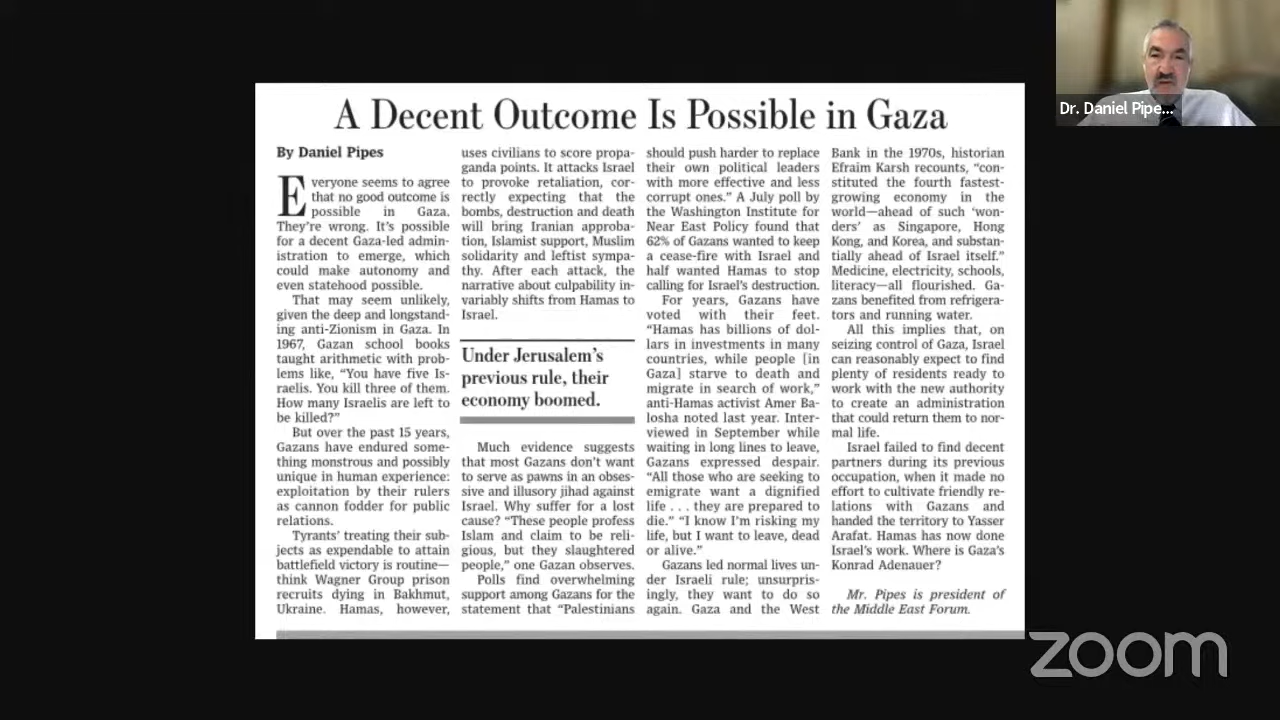 Dr. Daniel Pipe...
A Decent Outcome Is Possible in Gaza
By Daniel Pipes
Everyone seems to agree
that no good outcome is
possible in Gaza.
They're wrong. It's possible
for a decent Gaza-led admin-
istration to emerge, which
could make autonomy and
even statehood possible.
That may seem unlikely,
given the deep and longstand-
ing anti-Zionism in Gaza. In
1967, Gazan school books
taught arithmetic with prob-
lems like, “You have five Is-
raelis. You kill three of them.
How many Israelis are left to
be killed?”
But over the past 15 years,
Gazans have endured some-
thing monstrous and possibly
unique in human experience:
exploitation by their rulers
as cannon fodder for public
relations.
Tyrants' treating their sub-
jects as expendable to attain
battlefield victory is routine—
think Wagner Group prison
recruits dying in Bakhmut,
Ukraine. Hamas, however,
uses civilians to score propa-
ganda points. It attacks Israel
to provoke retaliation, cor-
rectly expecting that the
bombs, destruction and death
will bring Iranian approba-
tion, Islamist support, Muslim
solidarity and leftist sympa-
thy. After each attack, the
narrative about culpability in-
variably shifts from Hamas to
Israel.
Under Jerusalem's
previous rule, their
economy boomed.
Much evidence suggests
that most Gazans don't want
to serve as pawns in an obses-
sive and illusory jihad against
Israel. Why suffer for a lost
cause? “These people profess
Islam and claim to be reli-
gious, but they slaughtered
people,” one Gazan observes.
Polls find overwhelming
support among Gazans for the
statement that “Palestinians
should push harder to replace
their own political leaders
with more effective and less
corrupt ones.” A July poll by
the Washington Institute for
Near East Policy found that
62% of Gazans wanted to keep
a cease-fire with Israel and
half wanted Hamas to stop
calling for Israel's destruction.
For years, Gazans have
voted with their feet.
“Hamas has billions of dol-
lars in investments in many
countries, while people [in
Gaza] starve to death and
migrate in search of work,”
anti-Hamas activist Amer Ba-
losha noted last year. Inter-
viewed in September while
waiting in long lines to leave,
Gazans expressed despair.
“All those who are seeking to
emigrate want a dignified
life . . . they are prepared to
die.” “I know I'm risking my
life, but I want to leave, dead
or alive.”
Gazans led normal lives un-
der Israeli rule; unsurpris-
ingly, they want to do so
again. Gaza and the West
Bank in the 1970s, historian
Efraim Karsh recounts, “con-
stituted the fourth fastest-
growing economy in the
world—ahead of such ‘won-
ders’ as Singapore, Hong
Kong, and Korea, and substan-
tially ahead of Israel itself.”
Medicine, electricity, schools,
literacy—all flourished. Ga-
zans benefited from refrigera-
tors and running water.
All this implies that, on
seizing control of Gaza, Israel
can reasonably expect to find
plenty of residents ready to
work with the new authority
to create an administration
that could return them to nor-
mal life.
Israel failed to find decent
partners during its previous
occupation, when it made no
effort to cultivate friendly re-
lations with Gazans and
handed the territory to Yasser
Arafat. Hamas has now done
Israel's work. Where is Gaza's
Konrad Adenauer?
Mr. Pipes is president of
the Middle East Forum.
zoom